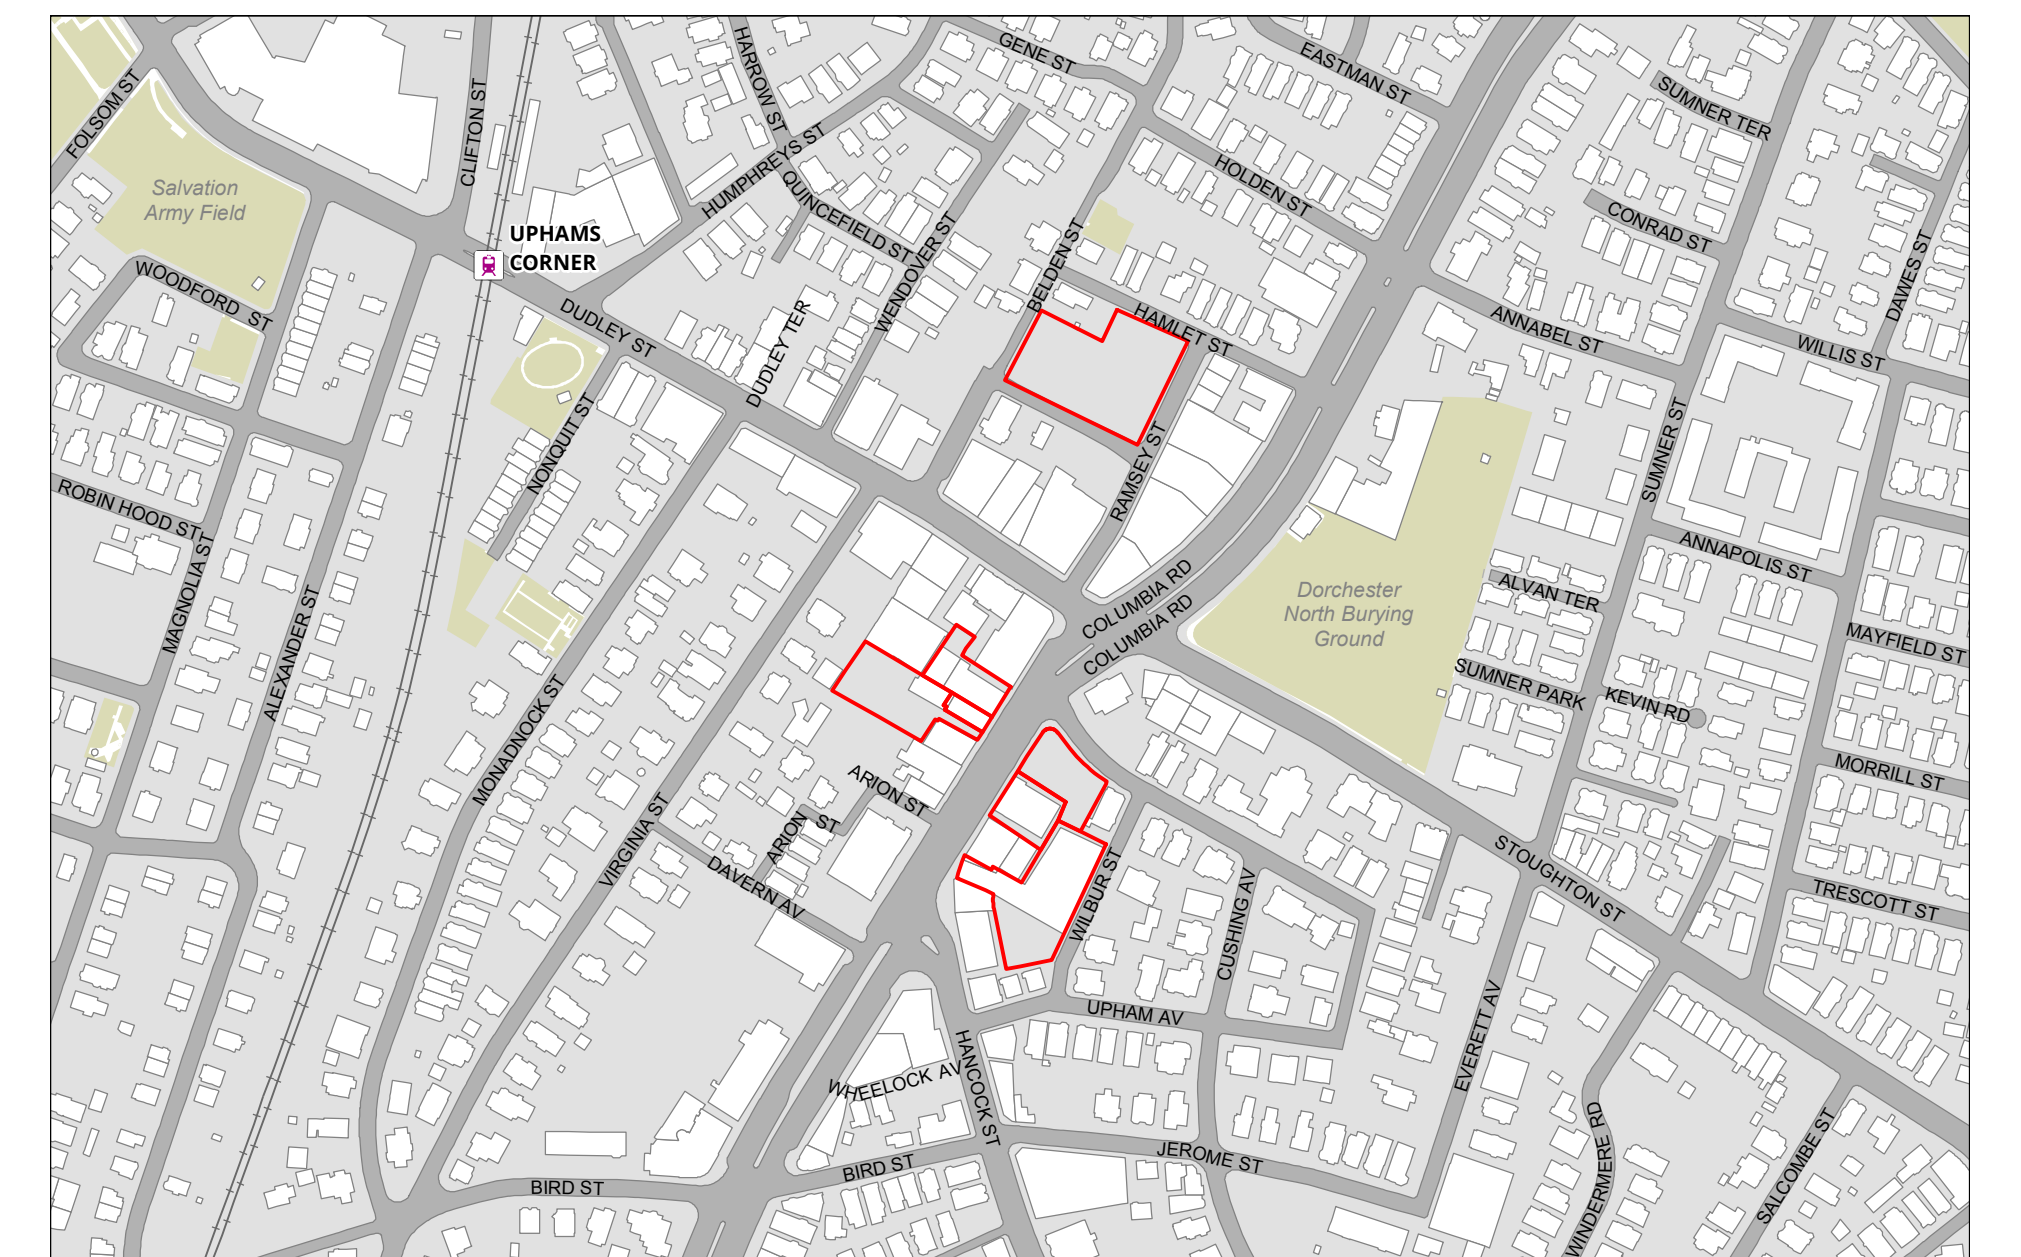 GENE ST
EASTMAN ST
HARROW ST
FOLSOM ST
CLIFTON ST
SUMNER TER
HUMPHREYS ST
HOLDEN ST
Salvation
Army Field
QUINCEFIELD ST
CONRAD ST
UPHAMS
CORNER
WENDOVER ST
BELDEN ST
DAWES ST
WOODFORD ST
DUDLEY ST
DUDLEY TER
HAMLET ST
ANNABEL ST
WILLIS ST
NONQUIT ST
RAMSEY ST
SUMNER ST
ROBIN HOOD ST
MAGNOLIA ST
ANNAPOLIS ST
COLUMBIA RD
COLUMBIA RD
Dorchester
North Burying
Ground
ALVAN TER
ALEXANDER ST
MAYFIELD ST
SUMNER PARK
KEVIN RD
MONADNOCK ST
ARION ST
MORRILL ST
VIRGINIA ST
ARION ST
DAVERN AV
WILBUR ST
CUSHING AV
STOUGHTON ST
TRESCOTT ST
UPHAM AV
EVERETT AV
WHEELOCK AV
HANCOCK ST
BIRD ST
BIRD ST
JEROME ST
WINDERMERE RD
SALCOMBE ST